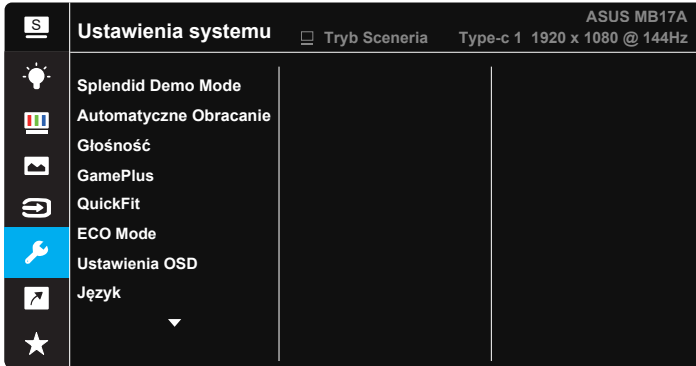 S
Ustawienia systemu
Tryb Sceneria
ASUS MB17A
Type-c 1 1920 x 1080 @ 144Hz
Splendid Demo Mode
Automatyczne Obracanie
Głośność
GamePlus
QuickFit
ECO Mode
Ustawienia OSD
Język